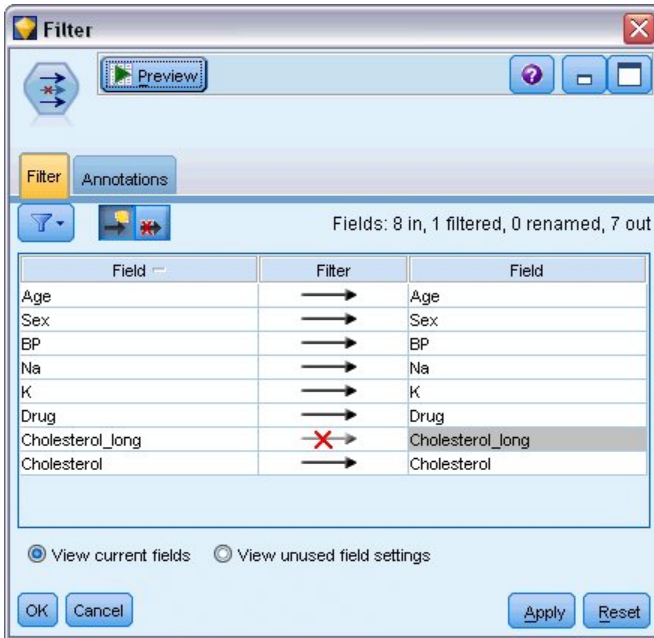 Filter
Preview
Filter Annotations
Fields: 8 in, 1 filtered, 0 renamed, 7 out
Field Filter Field
Age Age
Sex Sex
BP BP
Na Na
K K
Drug Drug
Cholesterol_long Cholesterol_long
Cholesterol Cholesterol
View current fields View unused field settings
OK Cancel Apply Reset